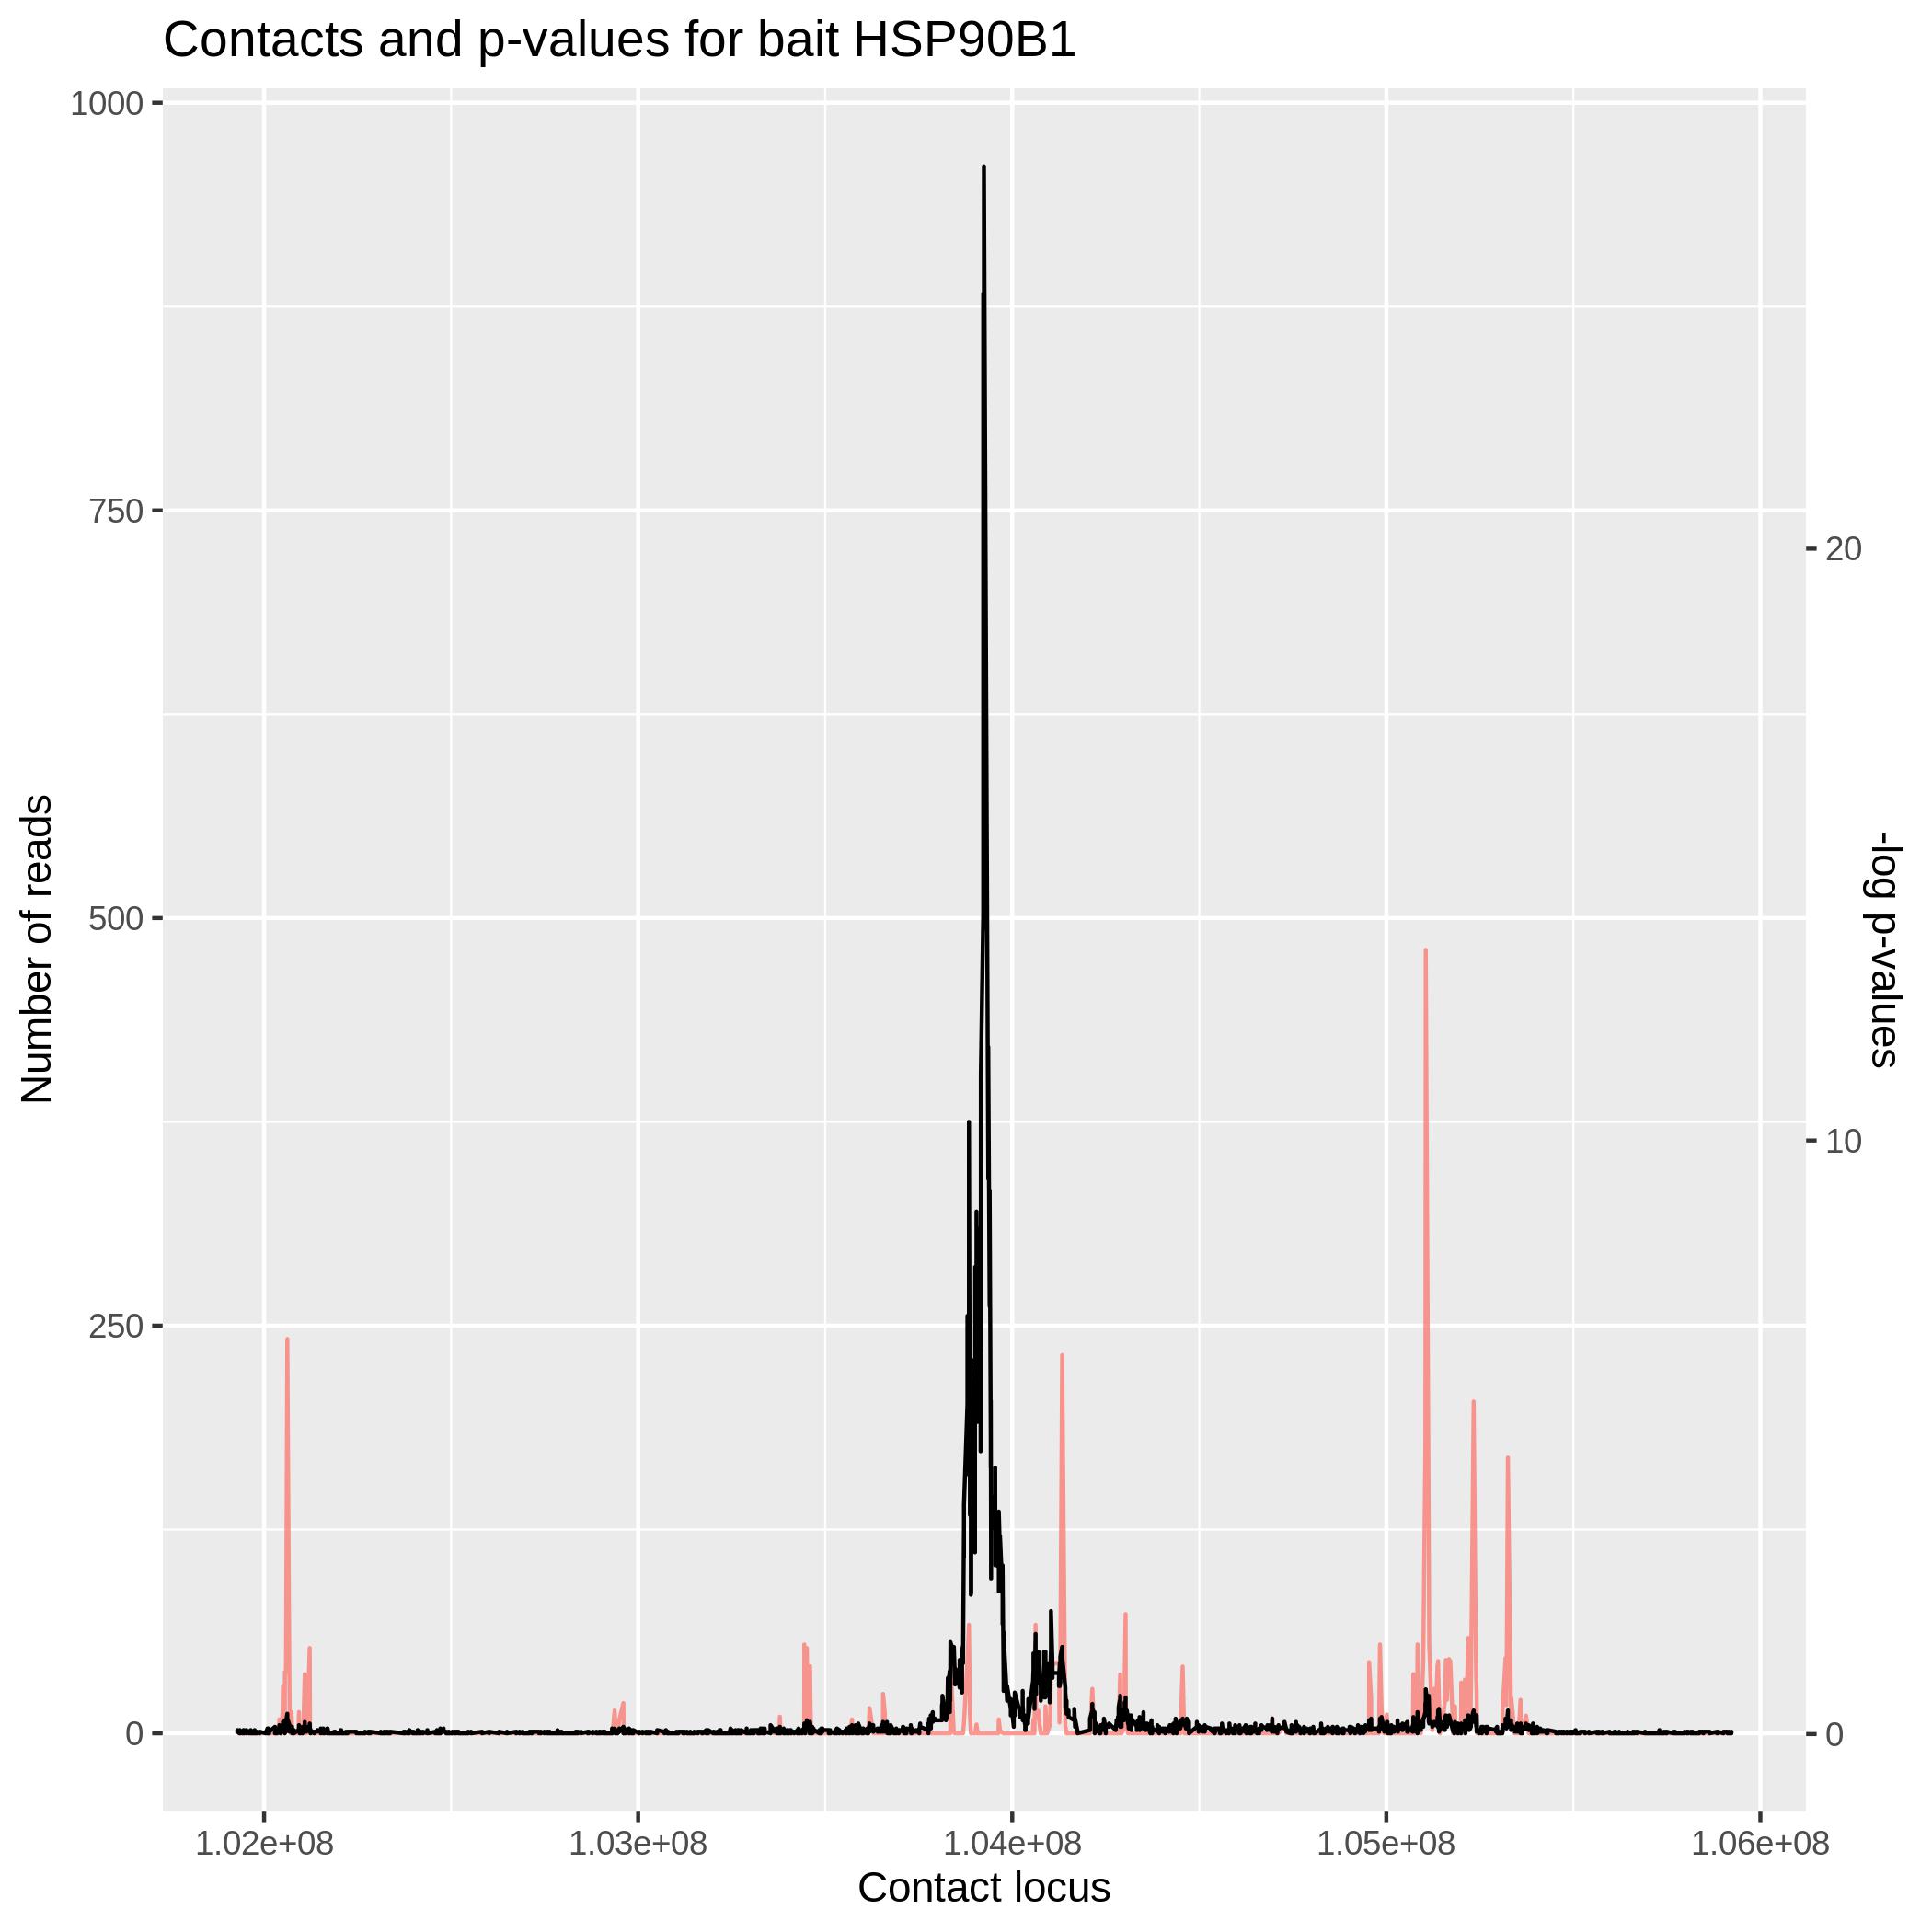 Contacts and p-values for bait HSP90B1
1000
750
500
250
0
Number of reads
20
10
0
-log p-values
1.02e+08
1.03e+08
1.04e+08
1.05e+08
1.06e+08
Contact locus